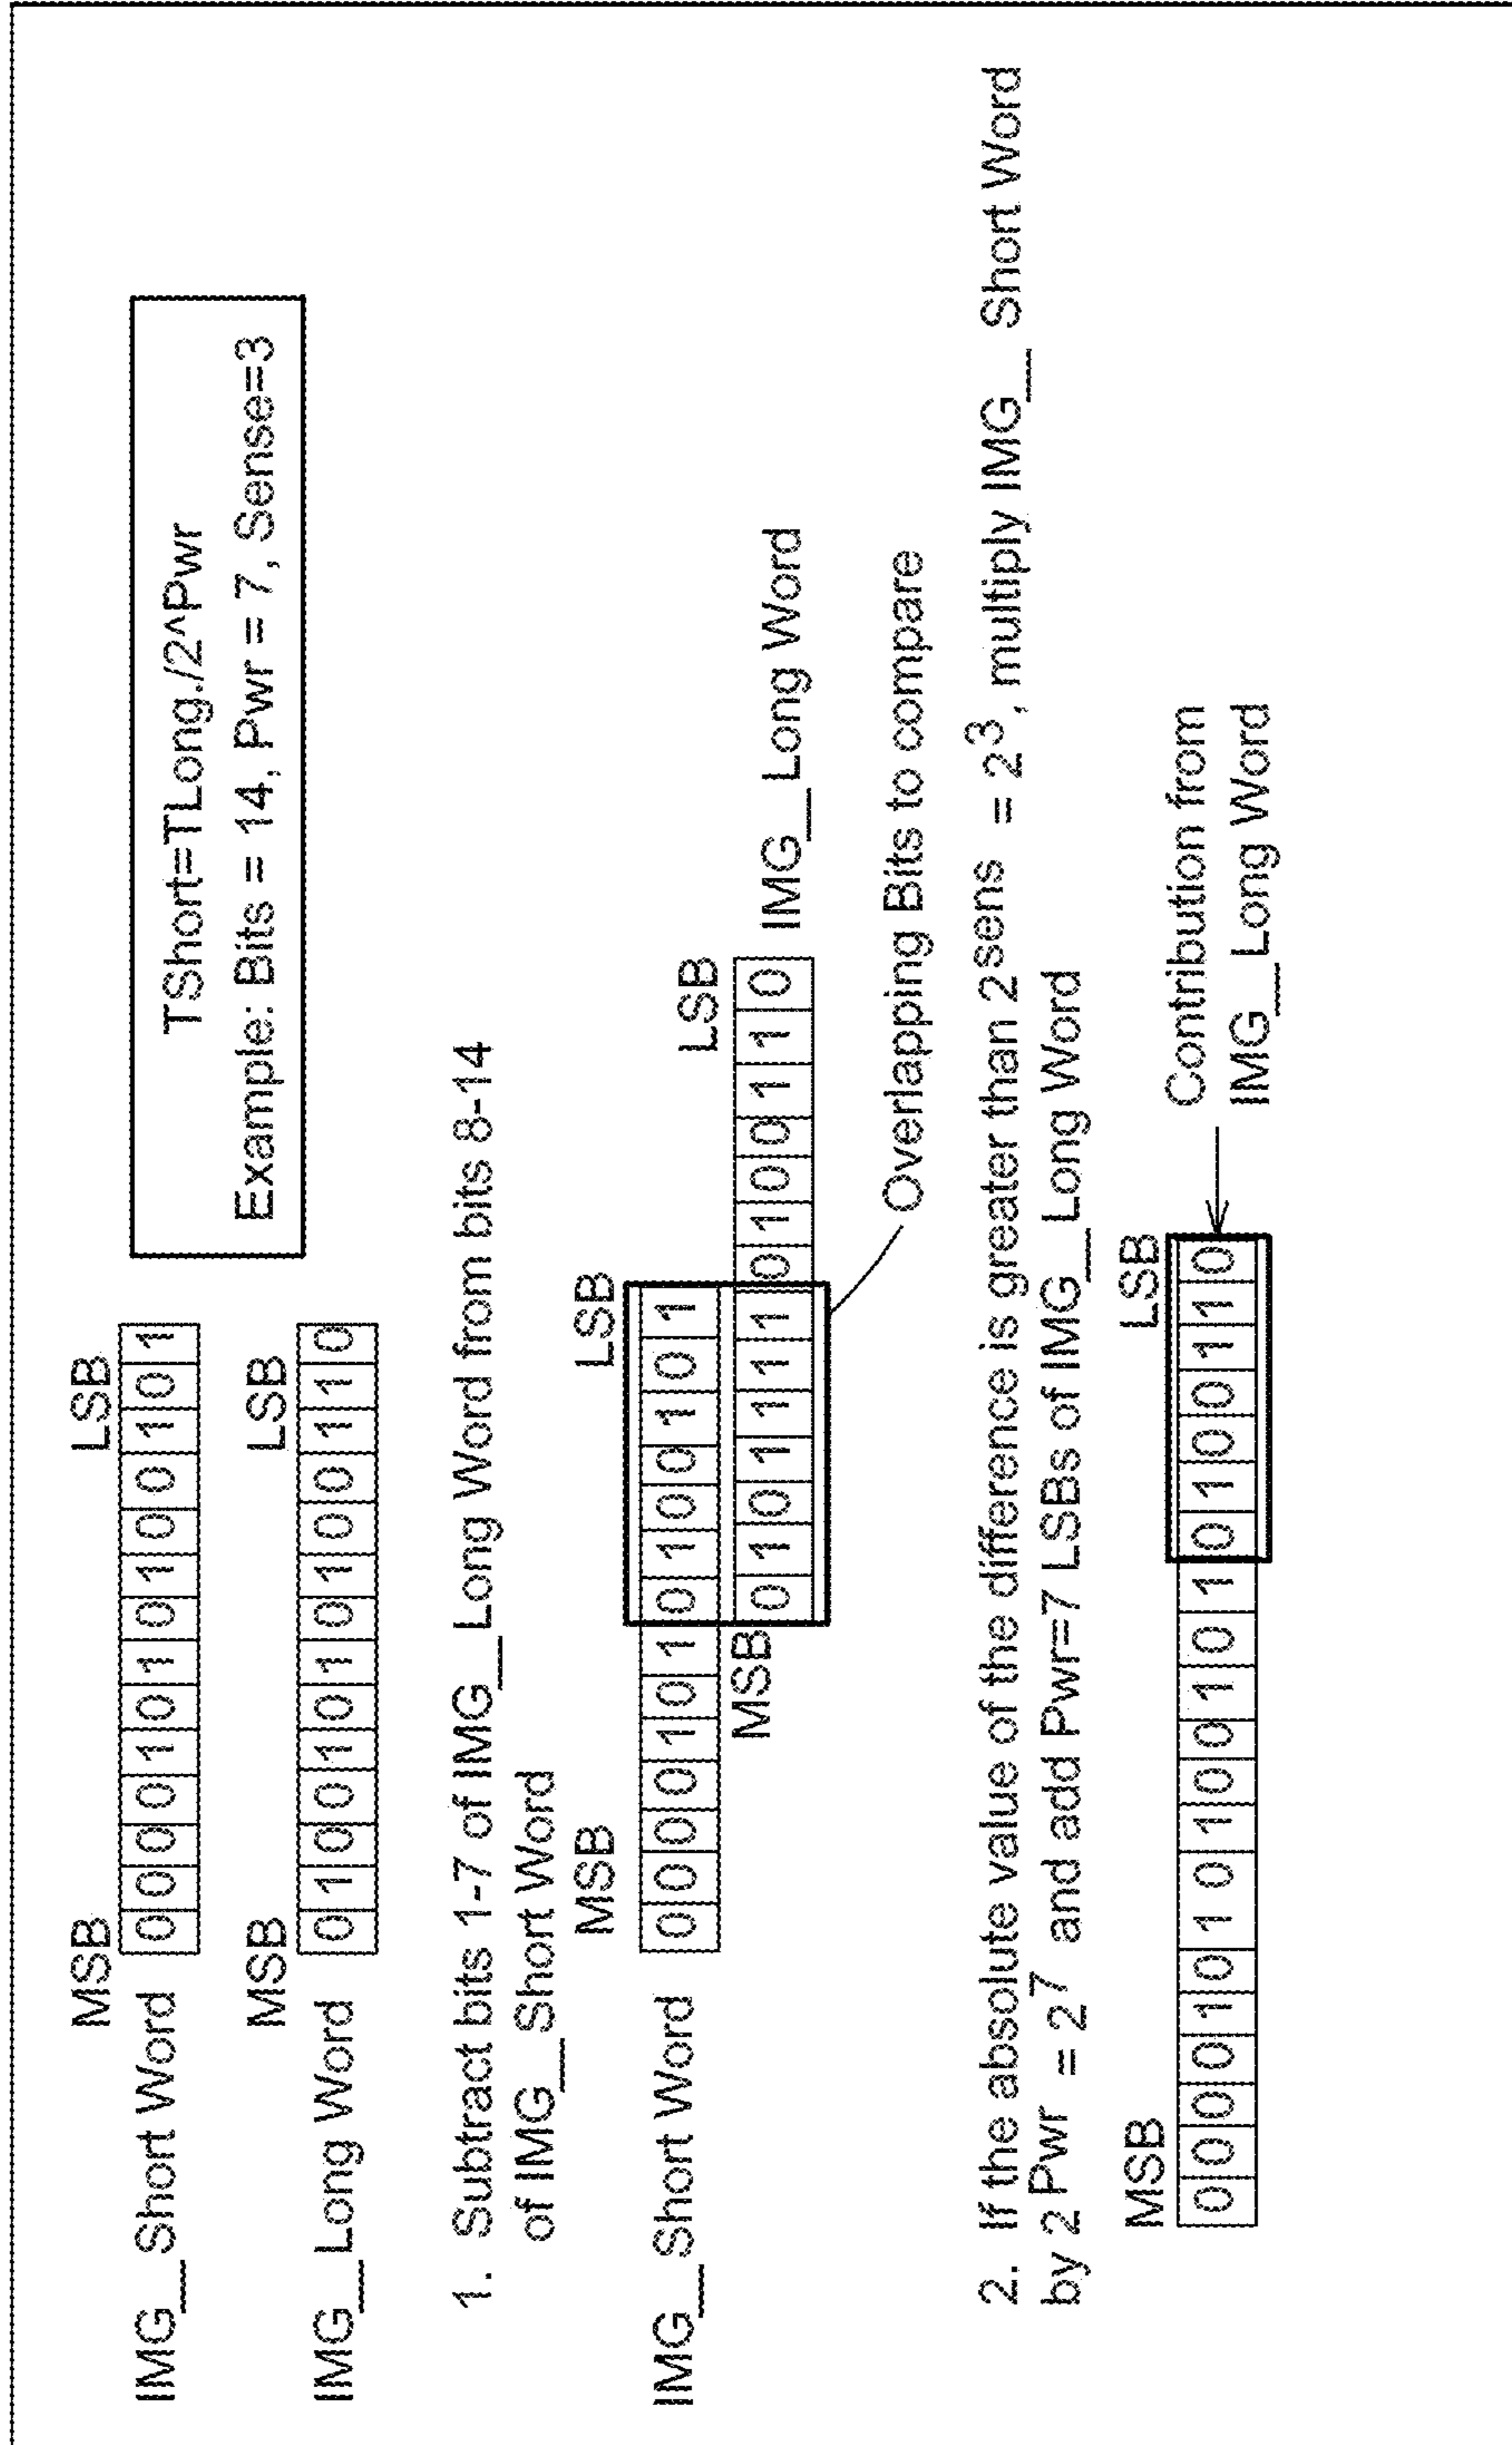 TShort=TLong./2^Pwr
Example: Bits = 14, Pwr = 7, Sense=3
MSB LSB
IMG__Short Word 0 0 0 0 1 0 1 0 1 0 0 1 0 1
MSB LSB
IMG__Long Word 0 1 0 0 1 0 1 0 1 0 0 1 1 0
1. Subtract bits 1-7 of IMG__Long Word from bits 8-14
of IMG__Short Word
MSB LSB
IMG__Short Word 0 0 0 0 1 0 1 0 1 0 0 1 0 1
MSB LSB
0 1 0 1 1 1 1 0 1 0 0 1 1 0 IMG__Long Word
Overlapping Bits to compare
2. If the absolute value of the difference is greater than 2^sens = 2^3, multiply IMG__ Short Word
by 2 ^Pwr = 2^7 and add Pwr=7 LSBs of IMG__Long Word
MSB LSB
0 0 0 0 1 0 1 0 1 0 0 1 0 1 0 1 0 0 1 1 0
Contribution from
IMG__Long Word